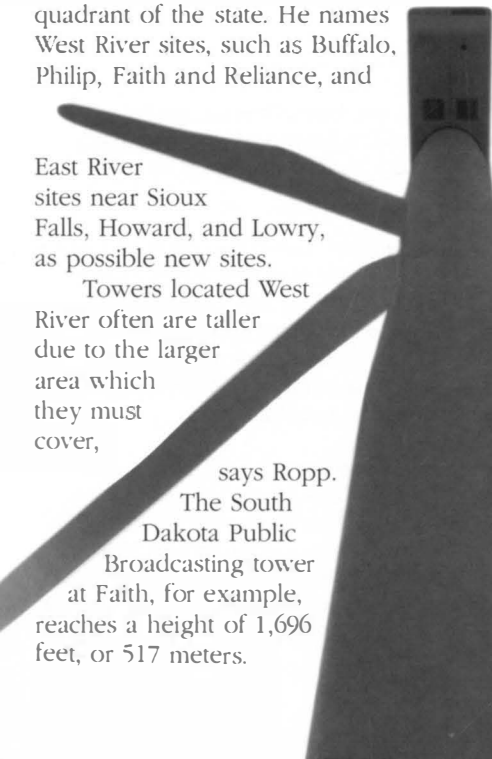 quadrant of the state. He names
West River sites, such as Buffalo,
Philip, Faith and Reliance, and
East River
sites near Sioux
Falls, Howard, and Lowry,
as possible new sites.
Towers located West
River often are taller
due to the larger
area which
they must
cover,
says Ropp.
The South
Dakota Public
Broadcasting tower
at Faith, for example,
reaches a height of 1,696
feet, or 517 meters.